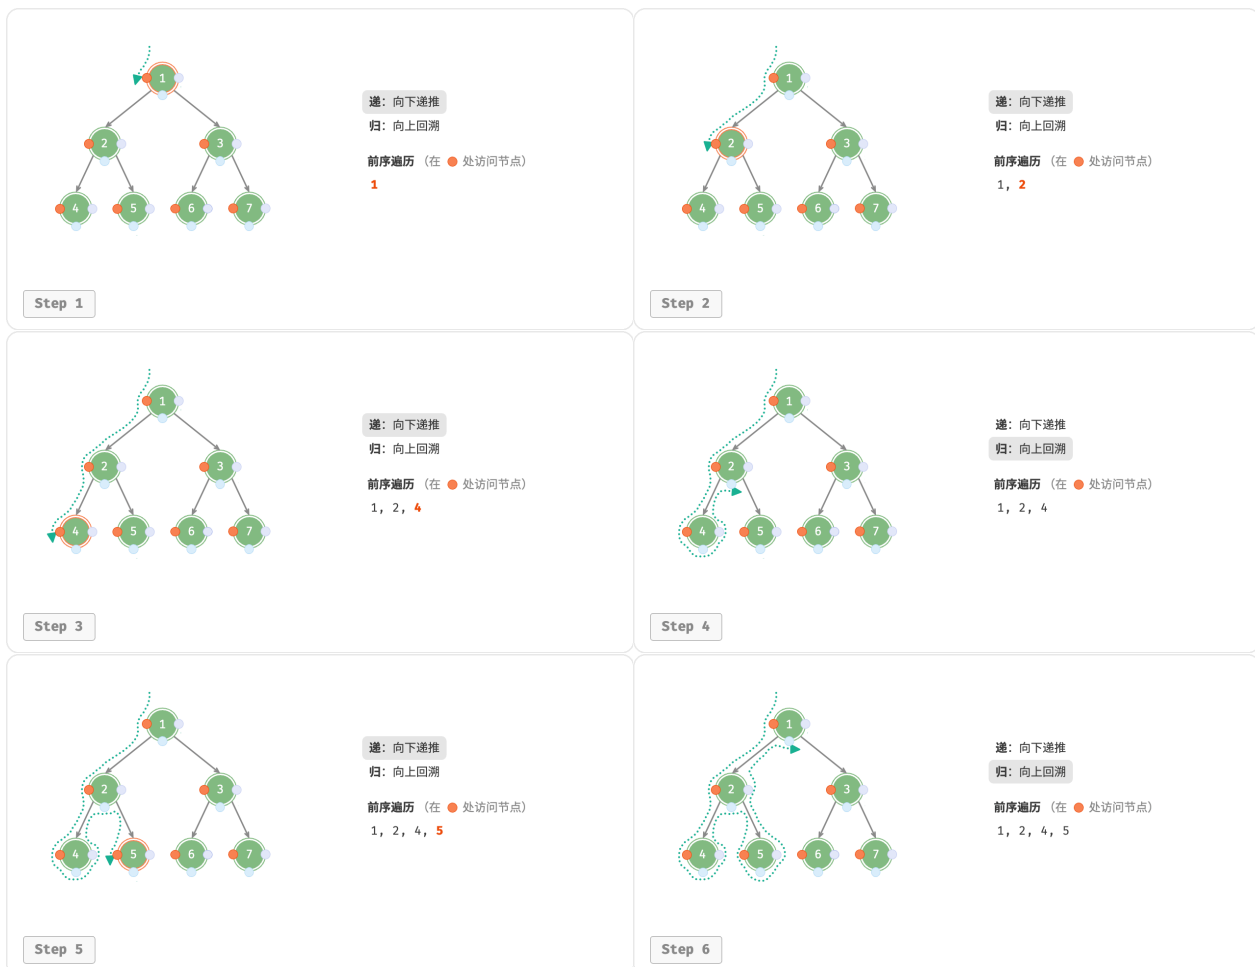 1
2 3
4 5 6 7
递：向下递推
归：向上回溯
前序遍历 （在 处访问节点）
1
Step 1
1
2 3
4 5 6 7
递：向下递推
归：向上回溯
前序遍历 （在 处访问节点）
1, 2
Step 2
1
2 3
4 5 6 7
递：向下递推
归：向上回溯
前序遍历 （在 处访问节点）
1, 2, 4
Step 3
1
2 3
4 5 6 7
递：向下递推
归：向上回溯
前序遍历 （在 处访问节点）
1, 2, 4
Step 4
1
2 3
4 5 6 7
递：向下递推
归：向上回溯
前序遍历 （在 处访问节点）
1, 2, 4, 5
Step 5
1
2 3
4 5 6 7
递：向下递推
归：向上回溯
前序遍历 （在 处访问节点）
1, 2, 4, 5
Step 6